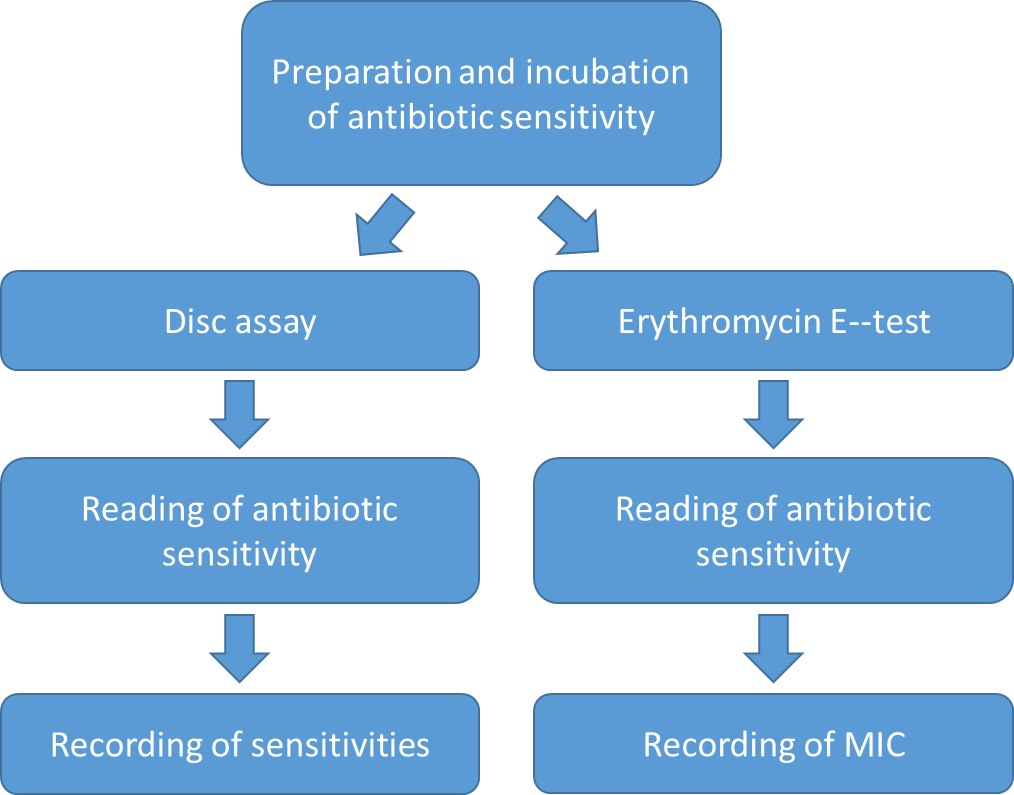 Preparation and incubation
of antibiotic sensitivity
Disc assay
Erythromycin E--test
Reading of antibiotic
sensitivity
Reading of antibiotic
sensitivity
Recording of sensitivities
Recording of MIC